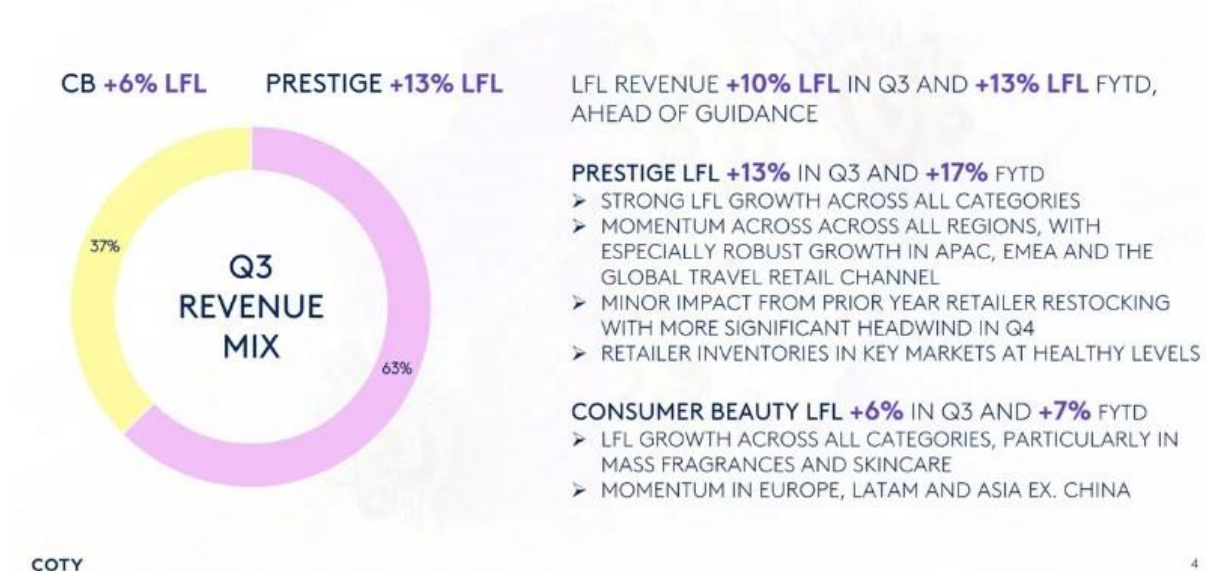 CB +6% LFL PRESTIGE +13% LFL
37%
Q3
REVENUE
MIX
63%
LFL REVENUE +10% LFL IN Q3 AND +13% LFL FYTD,
AHEAD OF GUIDANCE
PRESTIGE LFL +13% IN Q3 AND +17% FYTD
➤ STRONG LFL GROWTH ACROSS ALL CATEGORIES
➤ MOMENTUM ACROSS ACROSS ALL REGIONS, WITH
ESPECIALLY ROBUST GROWTH IN APAC, EMEA AND THE
GLOBAL TRAVEL RETAIL CHANNEL
➤ MINOR IMPACT FROM PRIOR YEAR RETAILER RESTOCKING
WITH MORE SIGNIFICANT HEADWIND IN Q4
➤ RETAILER INVENTORIES IN KEY MARKETS AT HEALTHY LEVELS
CONSUMER BEAUTY LFL +6% IN Q3 AND +7% FYTD
➤ LFL GROWTH ACROSS ALL CATEGORIES, PARTICULARLY IN
MASS FRAGRANCES AND SKINCARE
➤ MOMENTUM IN EUROPE, LATAM AND ASIA EX. CHINA
COTY
4